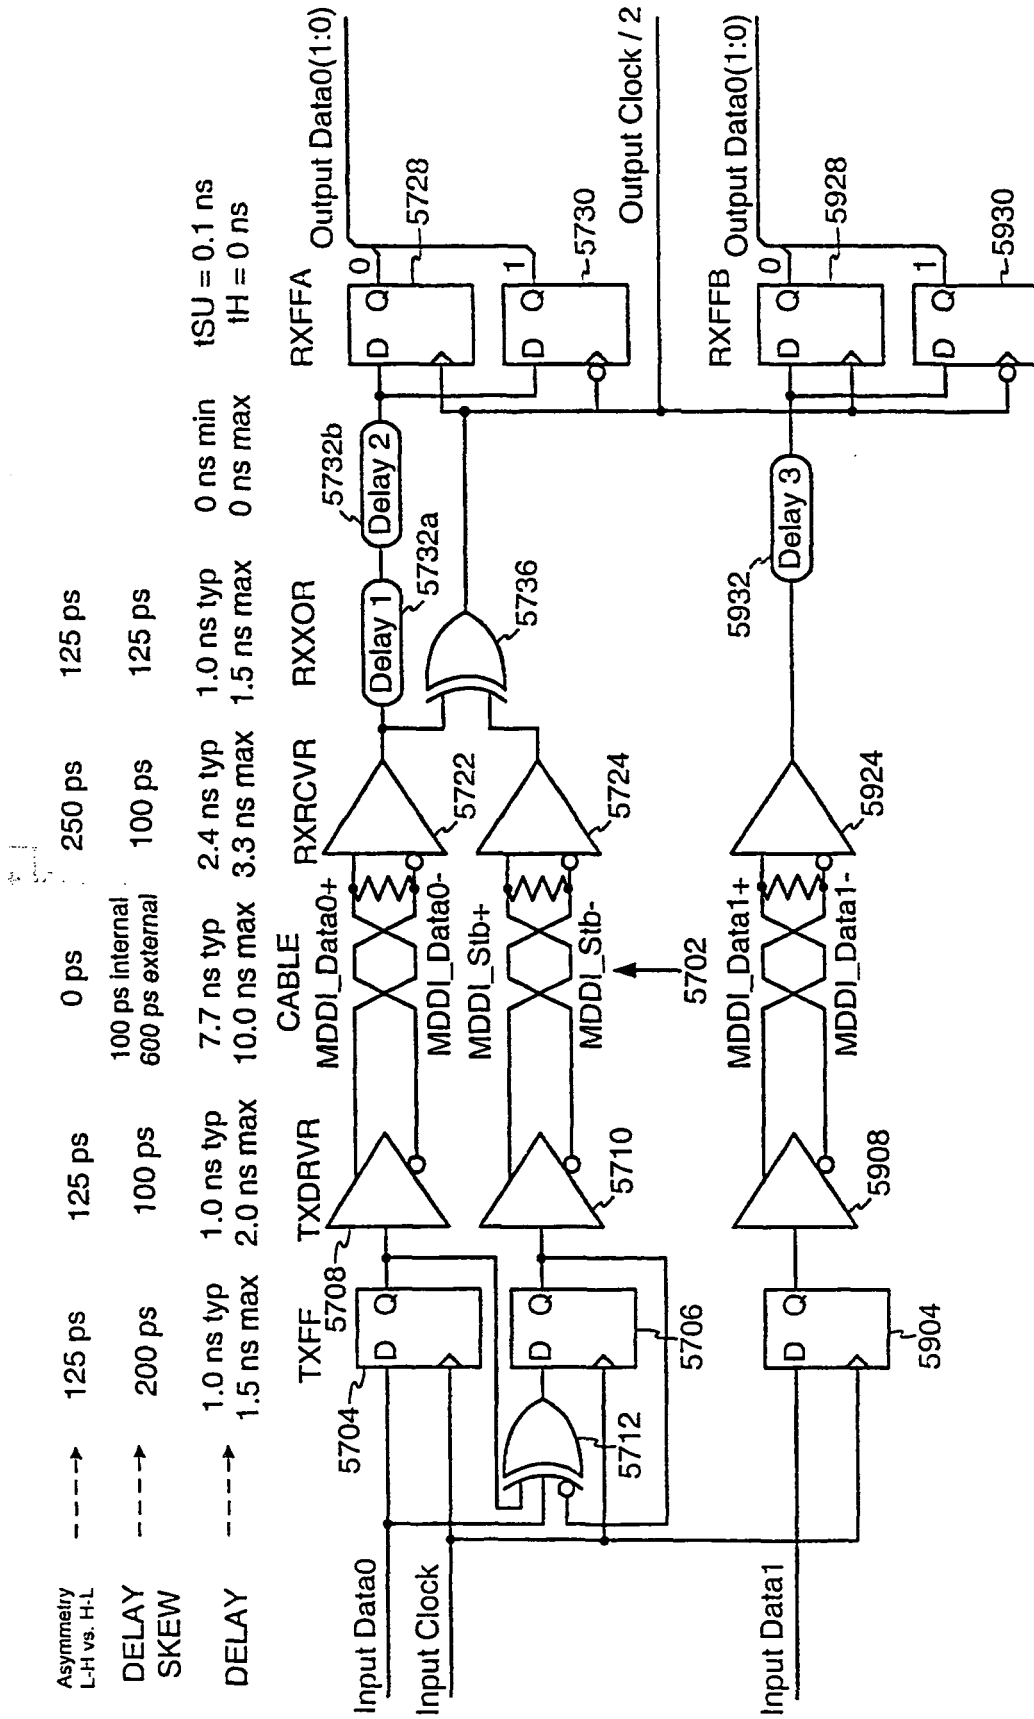 Asymmetry
L-H vs. H-L
125 ps
125 ps
0 ps
250 ps
125 ps
DELAY
SKEW
200 ps
100 ps
100 ps internal
600 ps external
100 ps
125 ps
DELAY
1.0 ns typ
1.5 ns max
1.0 ns typ
2.0 ns max
7.7 ns typ
10.0 ns max
2.4 ns typ
3.3 ns max
1.0 ns typ
1.5 ns max
0 ns min
0 ns max
tSU = 0.1 ns
tH = 0 ns
TXFF
TXDRVR
CABLE
RXRCVR
RXXOR
RXFFA
5704
5708
MDDI_Data0+
MDDI_Data0-
5722
Delay 1
5732a
Delay 2
5732b
D
Q
0
5728
Output Data0(1:0)
Input Data0
D
Q
Input Clock
5712
D
Q
5706
5710
MDDI_Stb+
MDDI_Stb-
5724
5736
D
Q
1
5730
Output Clock / 2
5702
RXFFB
Input Data1
D
Q
5904
5908
MDDI_Data1+
MDDI_Data1-
5924
5932
Delay 3
D
Q
0
5928
Output Data0(1:0)
D
Q
1
5930